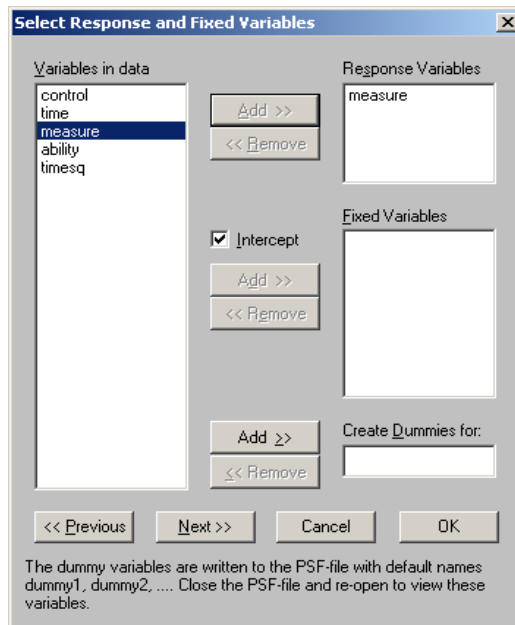 Select Response and Fixed Variables
Variables in data
control
time
measure
ability
timesq
Add >>
<< Remove
Response Variables
measure
Intercept
Add >>
<< Remove
Fixed Variables
Add >>
<< Remove
Create Dummies for:
<< Previous
Next >>
Cancel
OK
The dummy variables are written to the PSF-file with default names
dummy1, dummy2, .... Close the PSF-file and re-open to view these
variables.